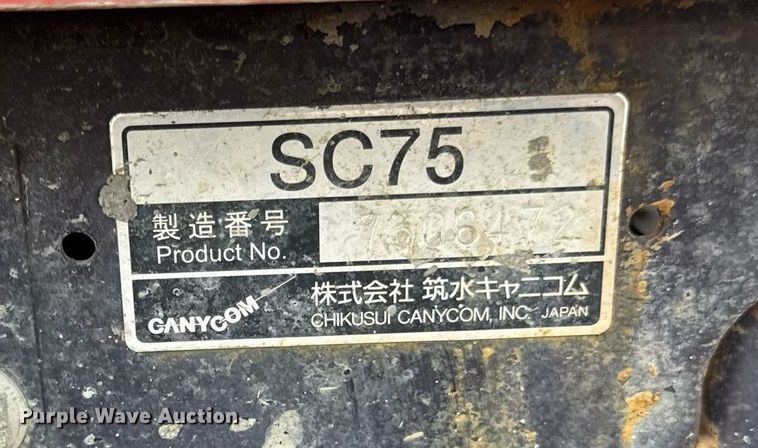 SC75
製造番号
Product No.
7306472
CANYCOM
株式会社 筑水キャニコム
CHIKUSUI CANYCOM, INC. JAPAN
Purple Wave Auction